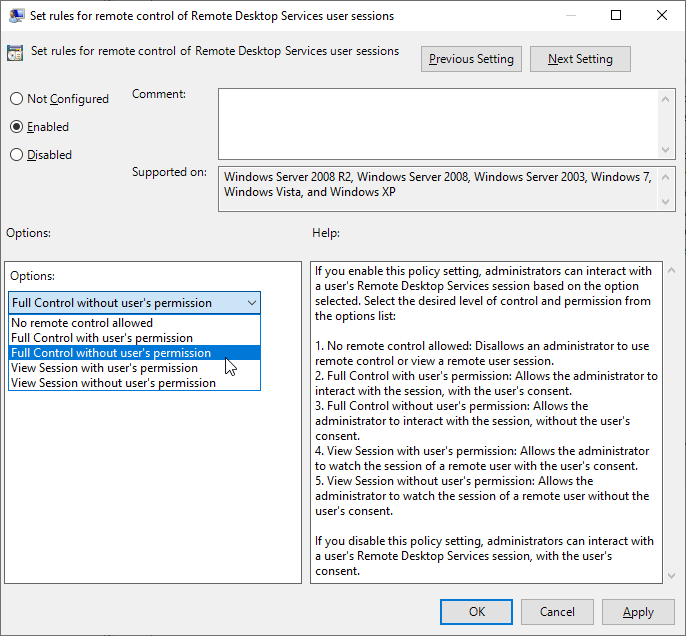 Set rules for remote control of Remote Desktop Services user sessions
Set rules for remote control of Remote Desktop Services user sessions
Previous Setting
Next Setting
Not Configured
Enabled
Disabled
Comment:
Supported on:
Windows Server 2008 R2, Windows Server 2008, Windows Server 2003, Windows 7,
Windows Vista, and Windows XP
Options:
Help:
Options:
Full Control without user's permission
No remote control allowed
Full Control with user's permission
Full Control without user's permission
View Session with user's permission
View Session without user's permission
If you enable this policy setting, administrators can interact with
a user's Remote Desktop Services session based on the option
selected. Select the desired level of control and permission from
the options list:
1. No remote control allowed: Disallows an administrator to use
remote control or view a remote user session.
2. Full Control with user's permission: Allows the administrator to
interact with the session, with the user's consent.
3. Full Control without user's permission: Allows the
administrator to interact with the session, without the user's
consent.
4. View Session with user's permission: Allows the administrator
to watch the session of a remote user with the user's consent.
5. View Session without user's permission: Allows the
administrator to watch the session of a remote user without the
user's consent.
If you disable this policy setting, administrators can interact with
a user's Remote Desktop Services session, with the user's
consent.
OK
Cancel
Apply